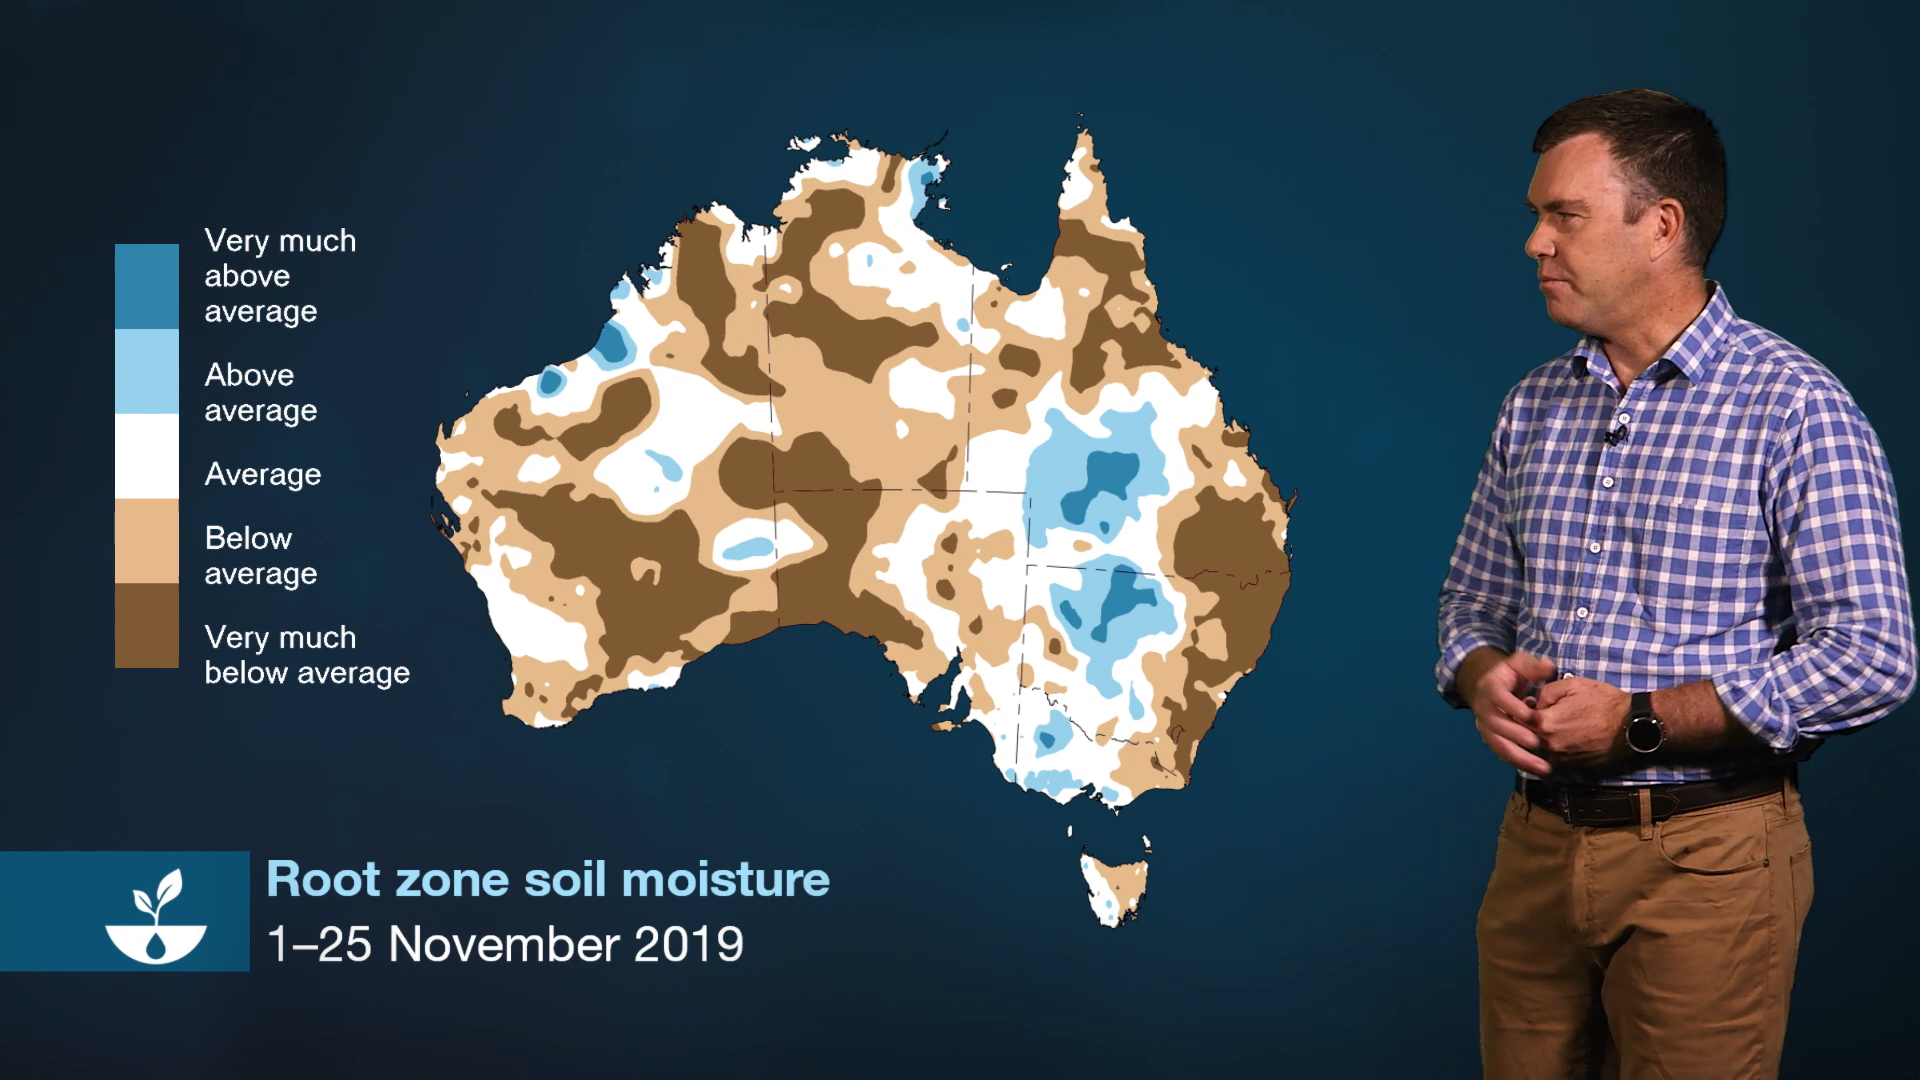 Very much
above
average
Above
average
Average
Below
average
Very much
below average
Root zone soil moisture
1–25 November 2019